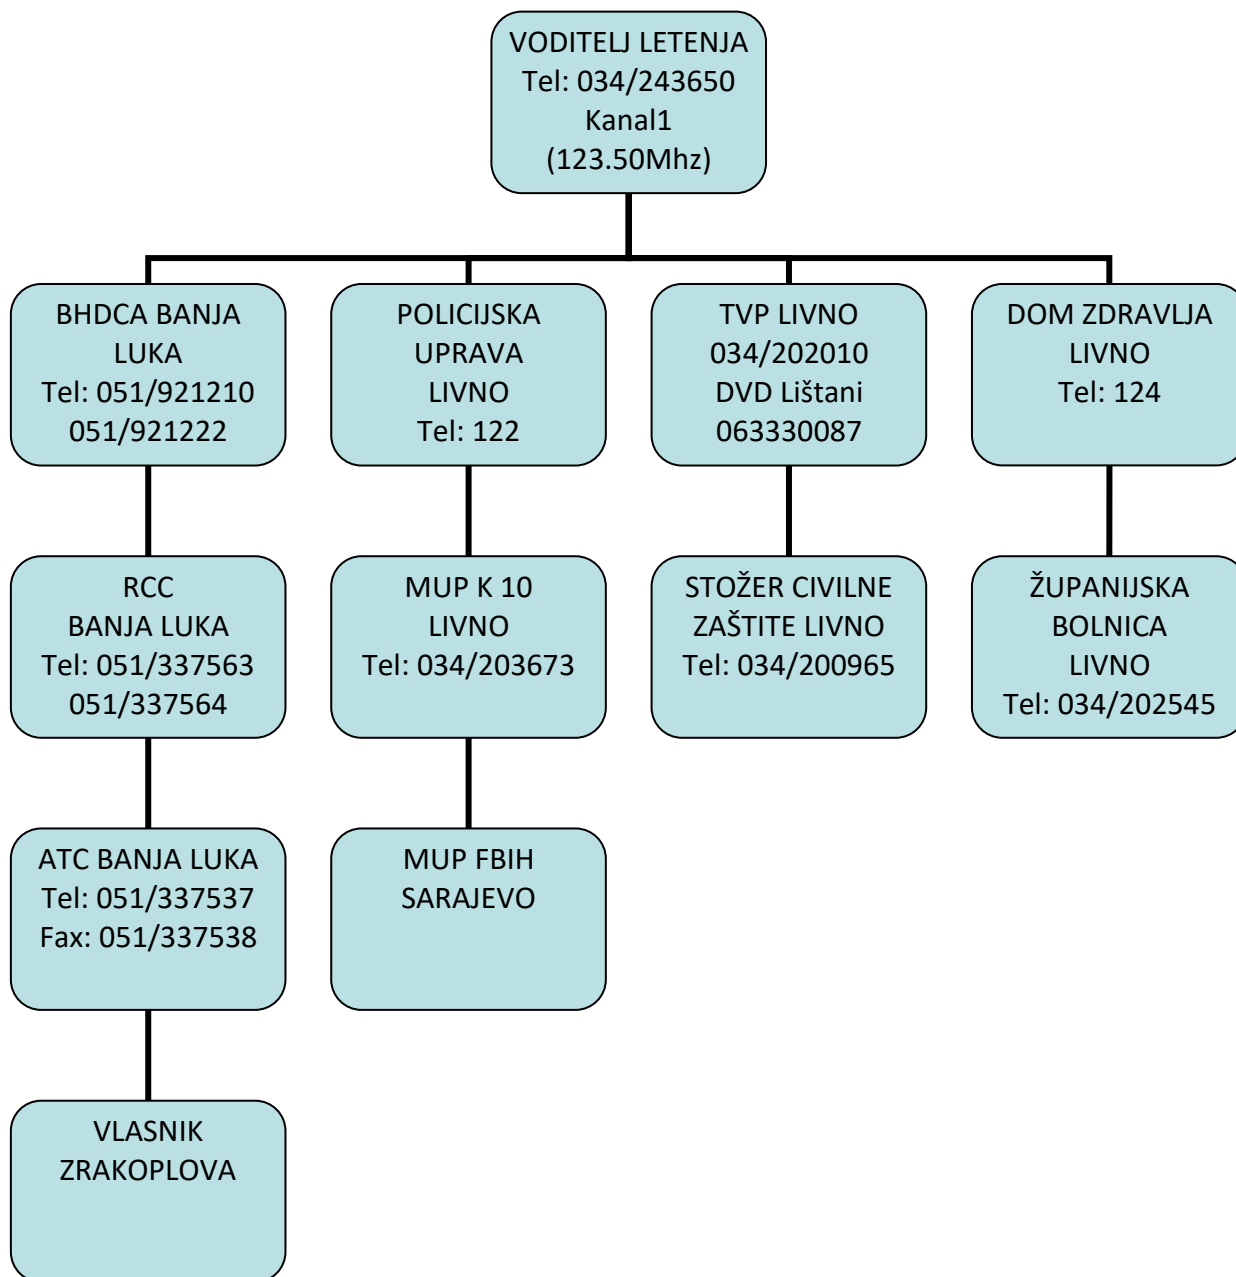 VODITELJ LETENJA
Tel: 034/243650
Kanal1
(123.50Mhz)
BHDCA BANJA
LUKA
Tel: 051/921210
051/921222
POLICIJSKA
UPRAVA
LIVNO
Tel: 122
TVP LIVNO
034/202010
DVD Lištani
063330087
DOM ZDRAVLJA
LIVNO
Tel: 124
RCC
BANJA LUKA
Tel: 051/337563
051/337564
MUP K 10
LIVNO
Tel: 034/203673
STOŽER CIVILNE
ZAŠTITE LIVNO
Tel: 034/200965
ŽUPANIJSKA
BOLNICA
LIVNO
Tel: 034/202545
ATC BANJA LUKA
Tel: 051/337537
Fax: 051/337538
MUP FBIH
SARAJEVO
VLASNIK
ZRAKOPLOVA